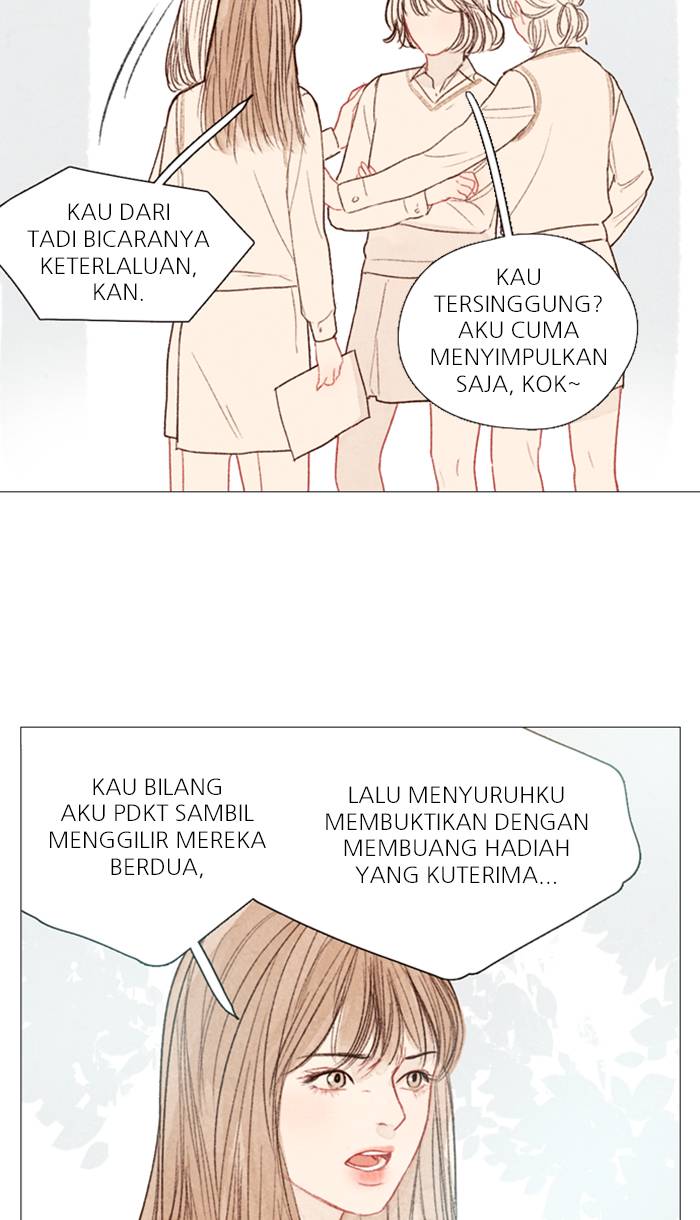 KAU DARI
TADI BICARANYA
KETERLALUAN,
KAN.
KAU
TERSINGGUNG?
AKU CUMA
MENYIMPULKAN
SAJA, KOK~
KAU BILANG
AKU PDKT SAMBIL
MENGGILIR MEREKA
BERDUA,
LALU MENYURUHKU
MEMBUKTIKAN DENGAN
MEMBUANG HADIAH
YANG KUTERIMA...